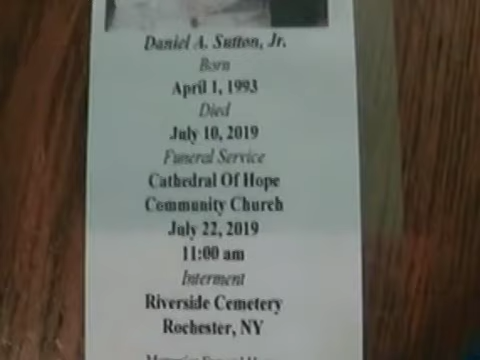 Daniel A. Sutton, Jr.
Born
April 1, 1993
Died
July 10, 2019
Funeral Service
Cathedral Of Hope
Community Church
July 22, 2019
11:00 am
Interment
Riverside Cemetery
Rochester, NY